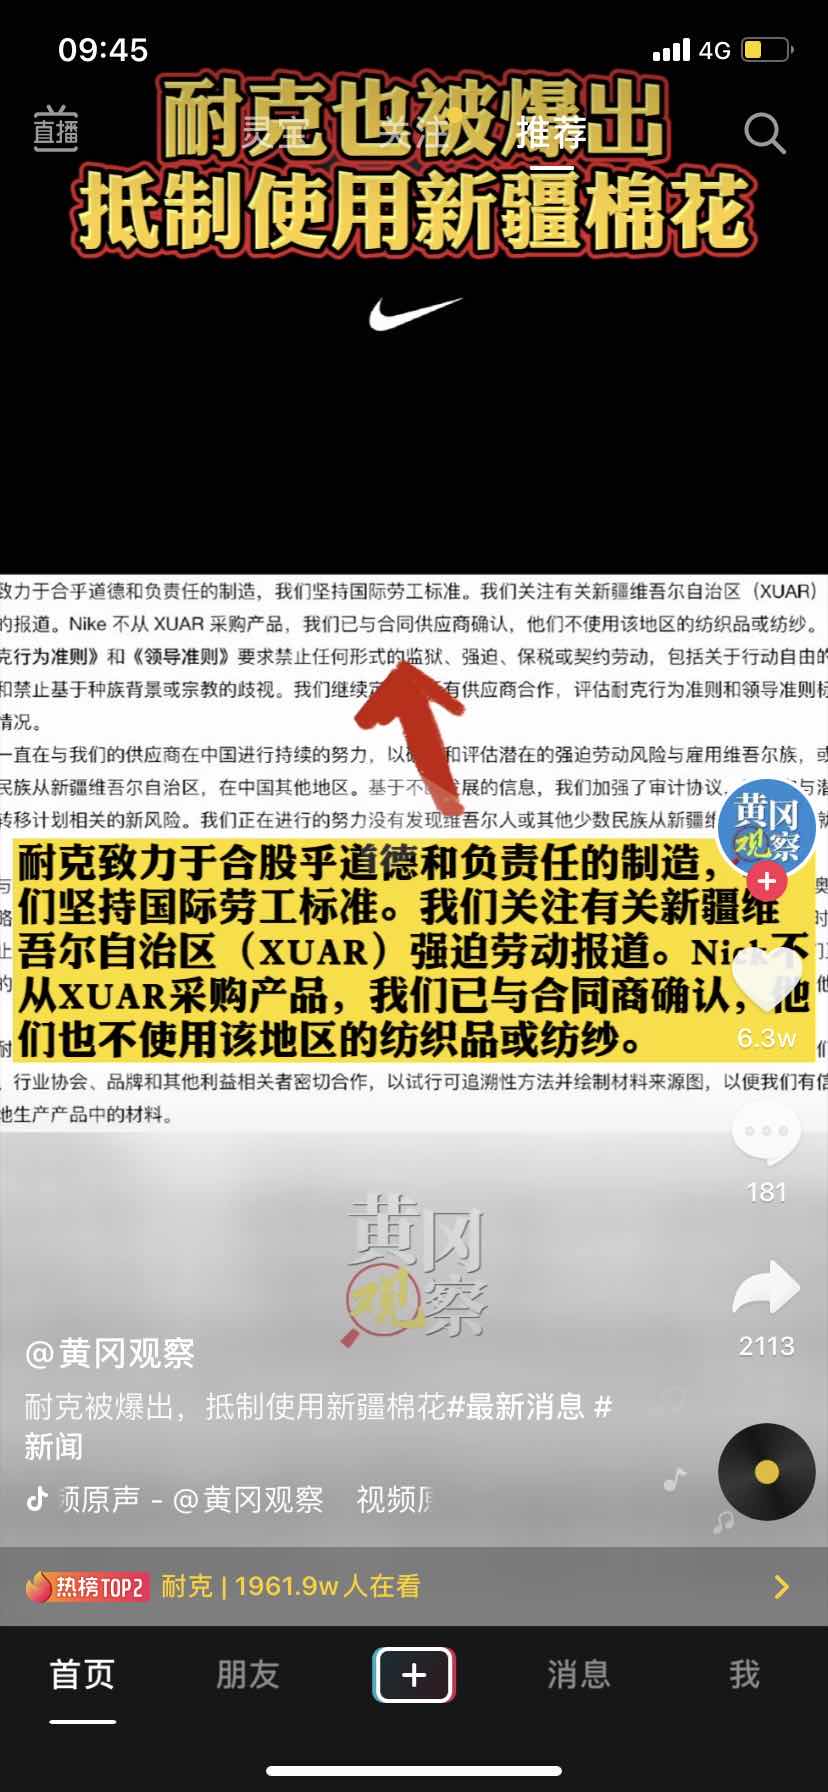 09:45
4G
耐克也被爆出
直播
灵宝
关注
推荐
抵制使用新疆棉花
致力于合乎道德和负责任的制造，我们坚持国际劳工标准。我们关注有关新疆维吾尔自治区（XUAR）
的报道。Nike 不从 XUAR 采购产品，我们已与合同供应商确认，他们不使用该地区的纺织品或纺纱。
克行为准则》和《领导准则》要求禁止任何形式的监狱、强迫、保税或契约劳动，包括关于行动自由的
和禁止基于种族背景或宗教的歧视。我们继续定 有供应商合作，评估耐克行为准则和领导准则标
情况。
一直在与我们的供应商在中国进行持续的努力，以 和评估潜在的强迫劳动风险与雇用维吾尔族，或
民族从新疆维吾尔自治区，在中国其他地区。基于不 发展的信息，我们加强了审计协议 与潜
转移计划相关的新风险。我们正在进行的努力没有发现维吾尔人或其他少数民族从新疆维 就
黄冈
观察
耐克致力于合股乎道德和负责任的制造，
们坚持国际劳工标准。我们关注有关新疆维
吾尔自治区（XUAR）强迫劳动报道。Nick不
从XUAR采购产品，我们已与合同商确认，他
们也不使用该地区的纺织品或纺纱。
6.3w
行业协会、品牌和其他利益相关者密切合作，以试行可追溯性方法并绘制材料来源图，以便我们有信
地生产产品中的材料。
181
黄冈
观察
2113
@黄冈观察
耐克被爆出，抵制使用新疆棉花#最新消息 #
新闻
频原声 - @黄冈观察 视频原
热榜TOP2 耐克 | 1961.9w人在看
首页
朋友
消息
我